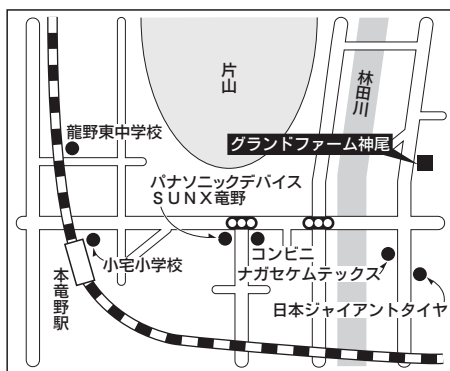 片山
林田川
龍野東中学校
グランドファーム神尾
パナソニックデバイス
SUNX竜野
小宅小学校
コンビニ
ナガセケムテックス
本竜野駅
日本ジャイアントタイヤ